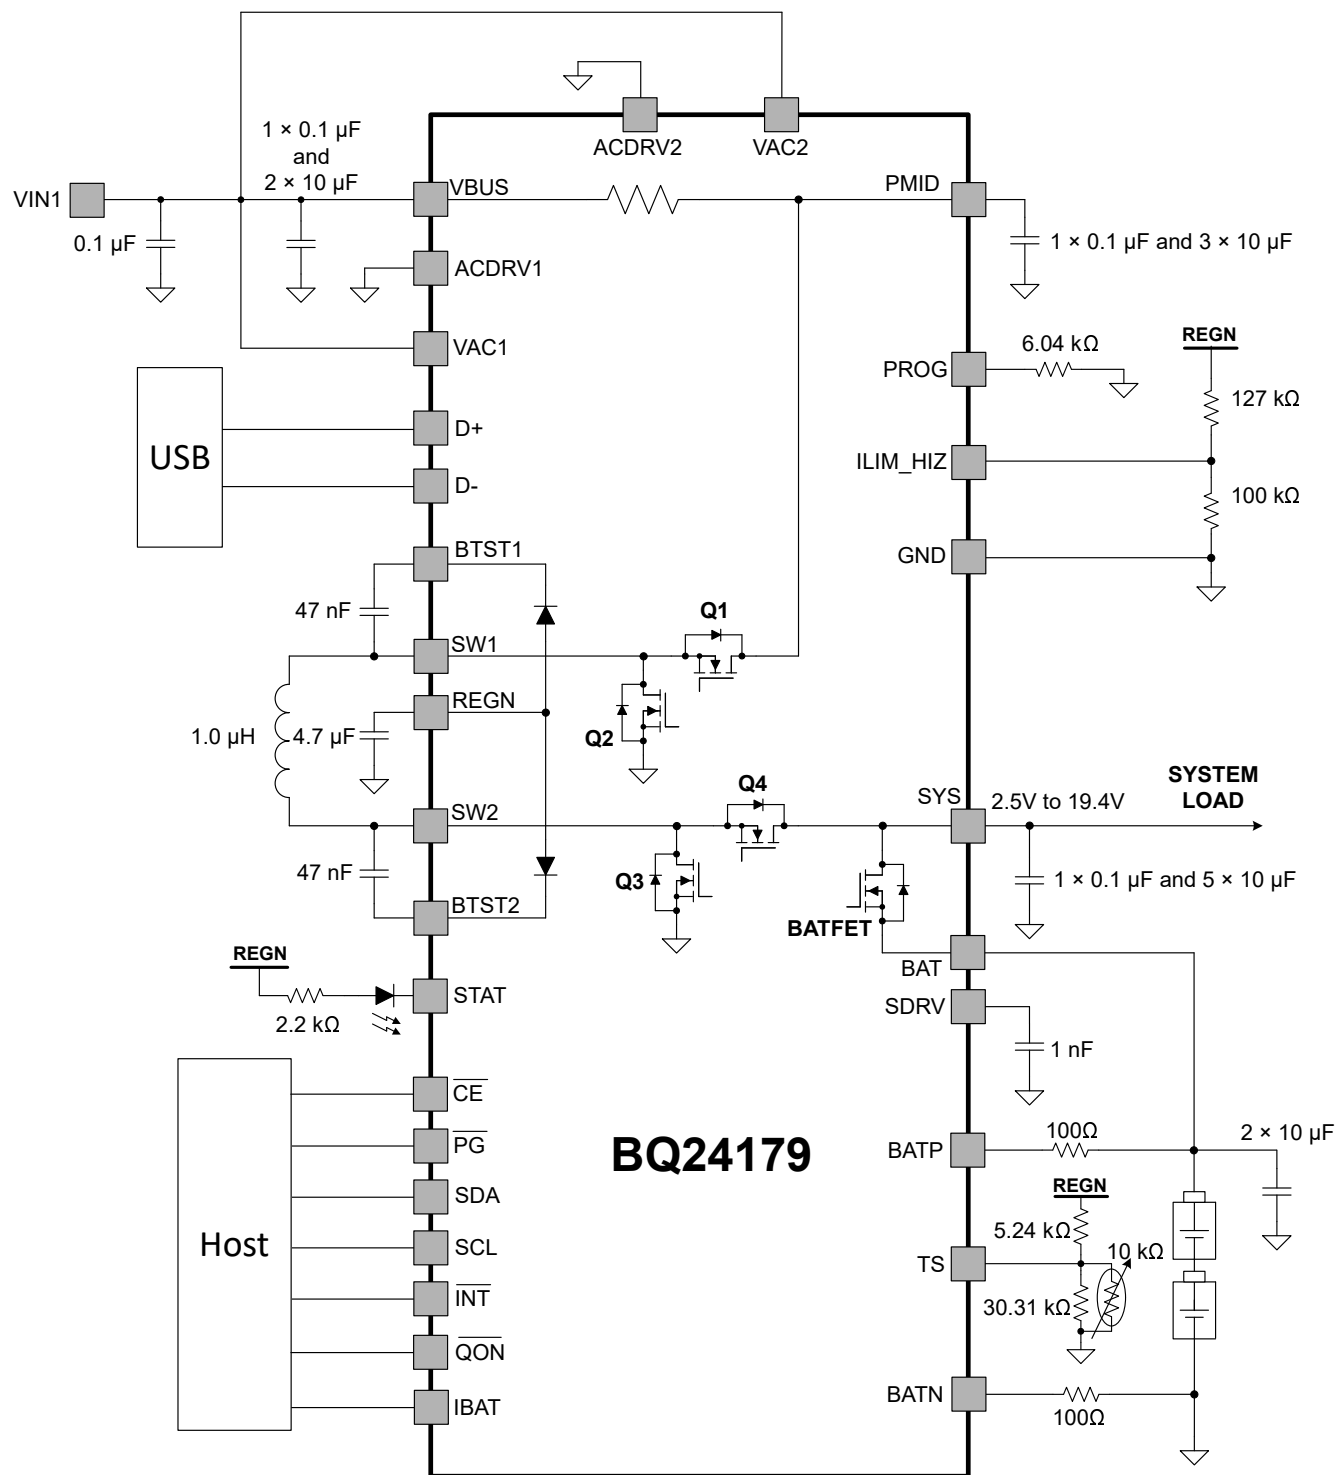 ACDRV2
VAC2
1 × 0.1 µF
and
2 × 10 µF
VIN1
VBUS
PMID
0.1 µF
1 × 0.1 µF and 3 × 10 µF
ACDRV1
VAC1
PROG
6.04 kΩ
REGN
127 kΩ
USB
D+
D-
ILIM_HIZ
100 kΩ
GND
BTST1
47 nF
SW1
Q1
REGN
1.0 µH
4.7 µF
Q2
SW2
Q4
SYS
2.5V to 19.4V
SYSTEM
LOAD
47 nF
Q3
1 × 0.1 µF and 5 × 10 µF
BTST2
BATFET
BAT
REGN
STAT
2.2 kΩ
SDRV
1 nF
Host
CE
PG
SDA
SCL
INT
QON
IBAT
BQ24179
BATP
100Ω
2 × 10 µF
REGN
5.24 kΩ
TS
10 kΩ
30.31 kΩ
BATN
100Ω